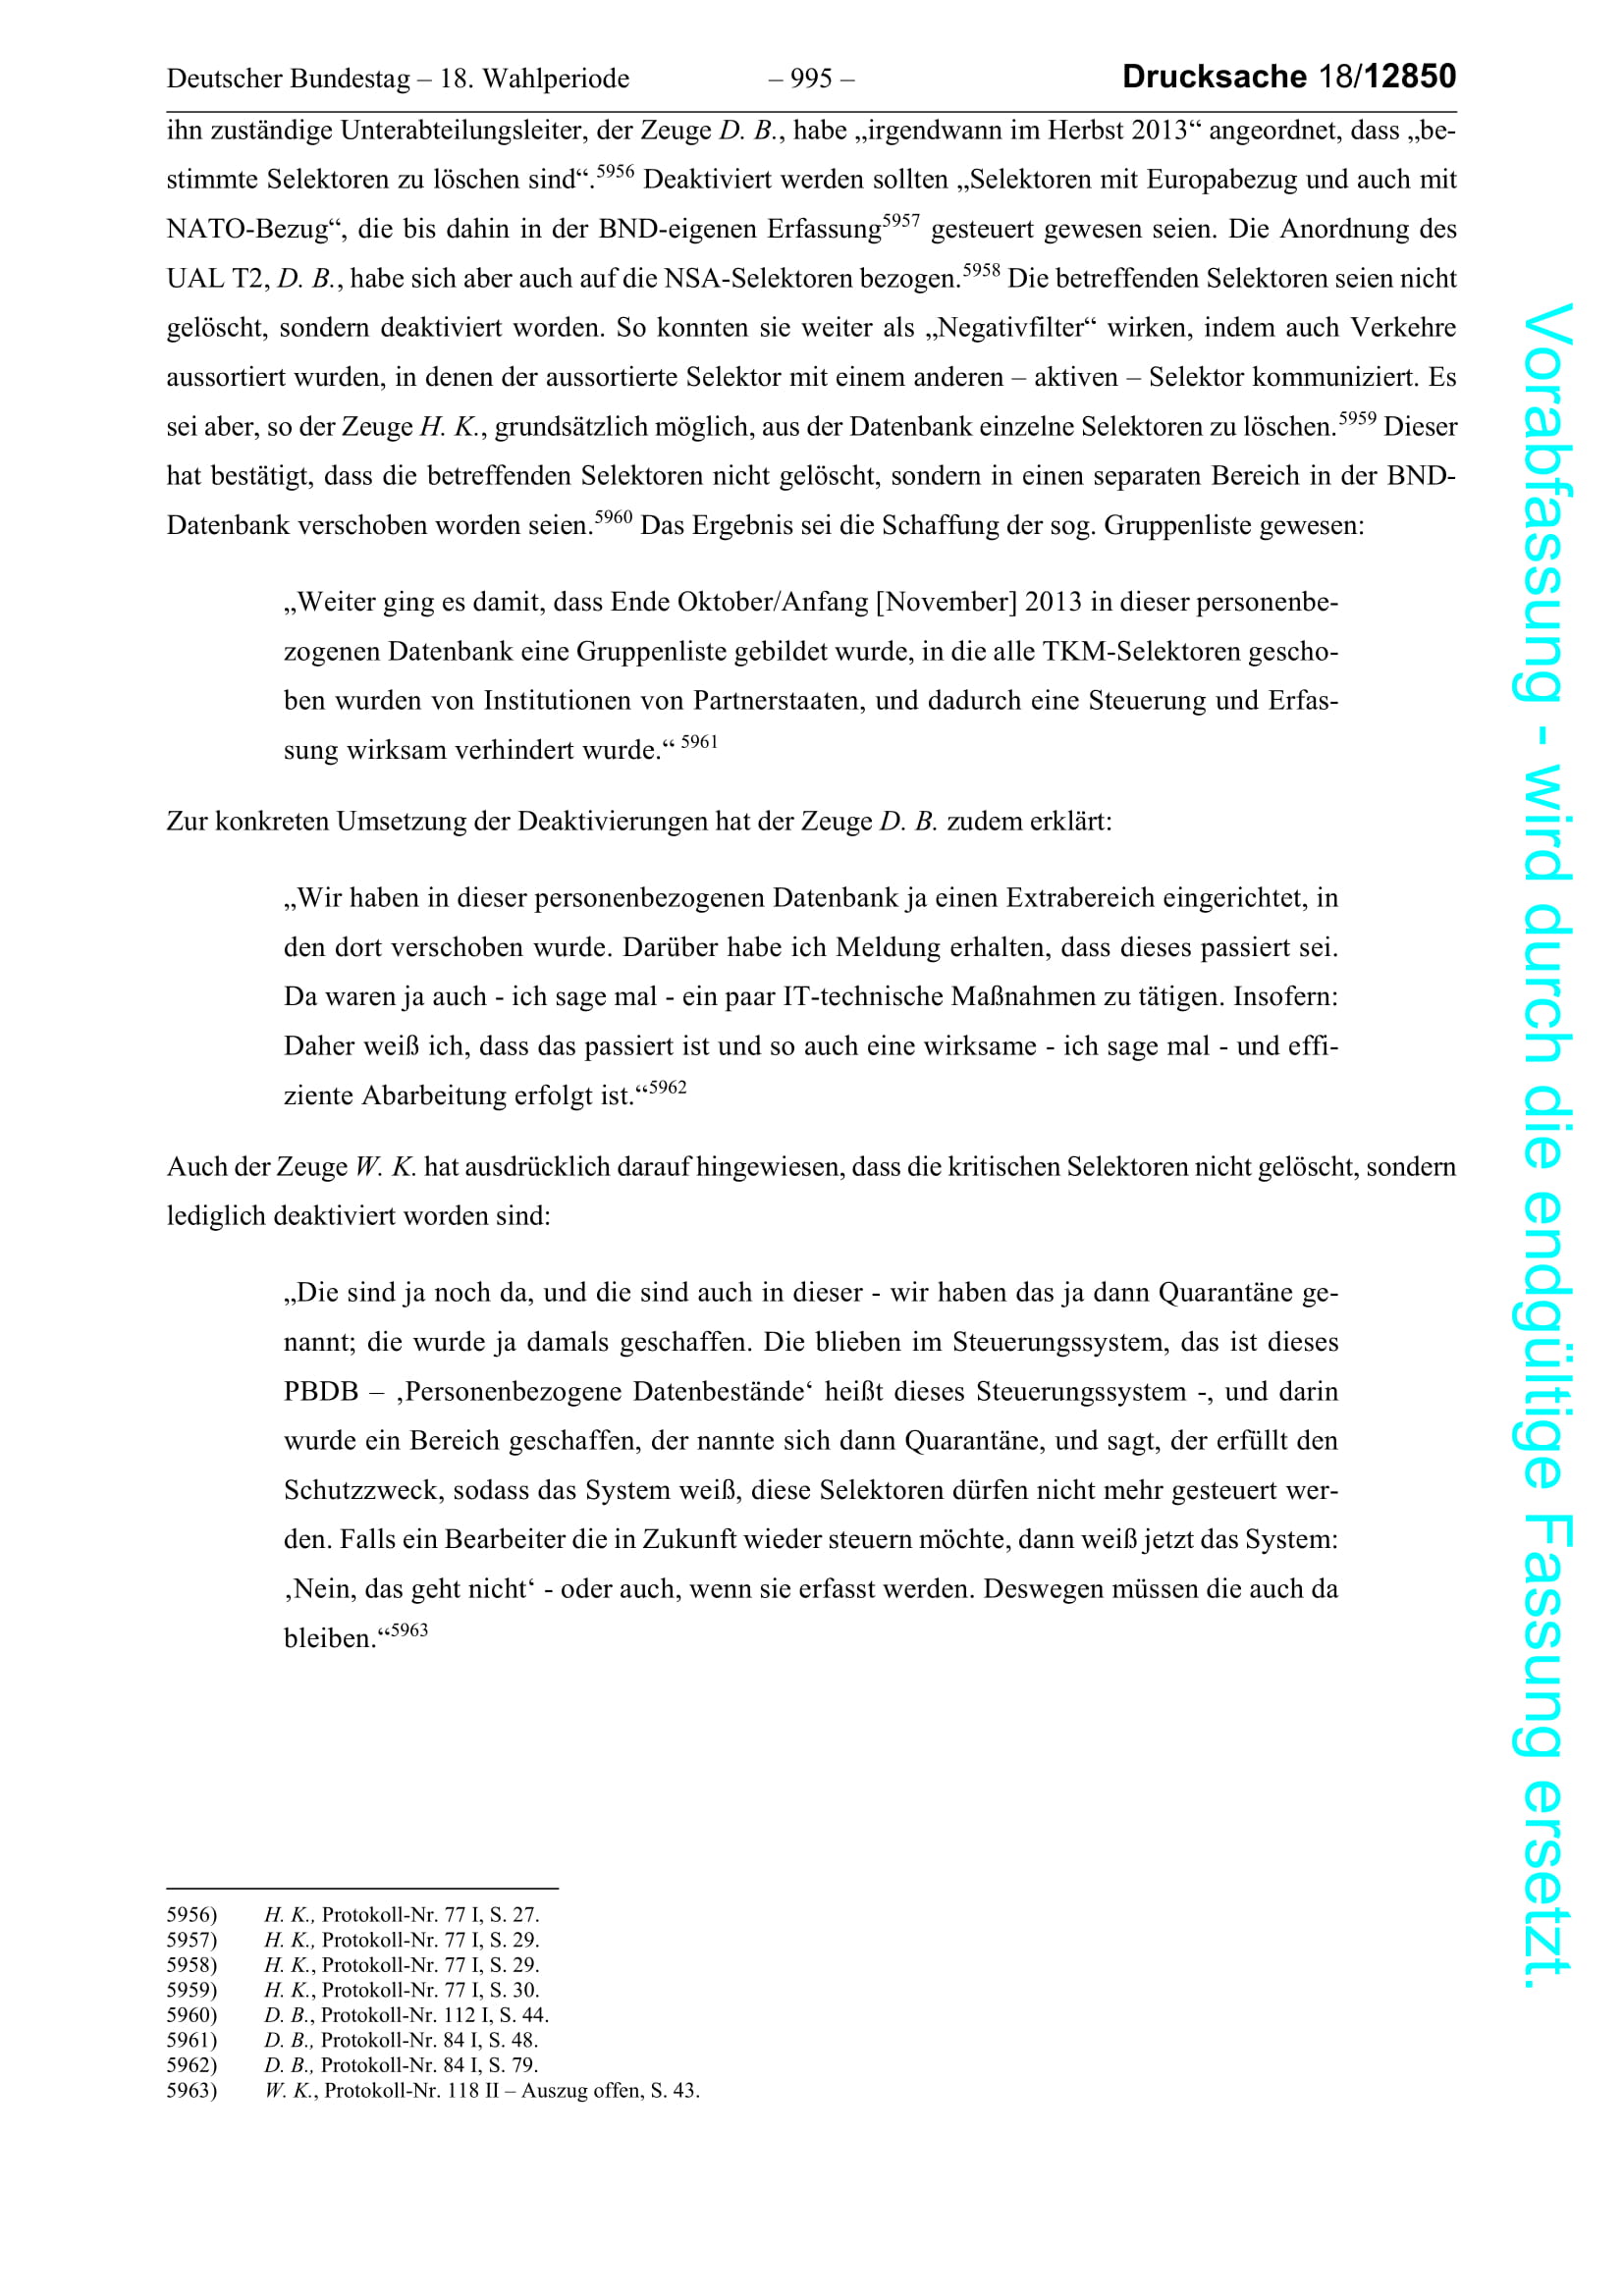 Deutscher Bundestag – 18. Wahlperiode – 995 – Drucksache 18/12850
ihn zuständige Unterabteilungsleiter, der Zeuge D. B., habe „irgendwann im Herbst 2013“ angeordnet, dass „be-
stimmte Selektoren zu löschen sind“.5956 Deaktiviert werden sollten „Selektoren mit Europabezug und auch mit
NATO-Bezug“, die bis dahin in der BND-eigenen Erfassung5957 gesteuert gewesen seien. Die Anordnung des
UAL T2, D. B., habe sich aber auch auf die NSA-Selektoren bezogen.5958 Die betreffenden Selektoren seien nicht
gelöscht, sondern deaktiviert worden. So konnten sie weiter als „Negativfilter“ wirken, indem auch Verkehre
aussortiert wurden, in denen der aussortierte Selektor mit einem anderen – aktiven – Selektor kommuniziert. Es
sei aber, so der Zeuge H. K., grundsätzlich möglich, aus der Datenbank einzelne Selektoren zu löschen.5959 Dieser
hat bestätigt, dass die betreffenden Selektoren nicht gelöscht, sondern in einen separaten Bereich in der BND-
Datenbank verschoben worden seien.5960 Das Ergebnis sei die Schaffung der sog. Gruppenliste gewesen:
„Weiter ging es damit, dass Ende Oktober/Anfang [November] 2013 in dieser personenbe-
zogenen Datenbank eine Gruppenliste gebildet wurde, in die alle TKM-Selektoren gescho-
ben wurden von Institutionen von Partnerstaaten, und dadurch eine Steuerung und Erfas-
sung wirksam verhindert wurde.“ 5961
Zur konkreten Umsetzung der Deaktivierungen hat der Zeuge D. B. zudem erklärt:
„Wir haben in dieser personenbezogenen Datenbank ja einen Extrabereich eingerichtet, in
den dort verschoben wurde. Darüber habe ich Meldung erhalten, dass dieses passiert sei.
Da waren ja auch - ich sage mal - ein paar IT-technische Maßnahmen zu tätigen. Insofern:
Daher weiß ich, dass das passiert ist und so auch eine wirksame - ich sage mal - und effi-
ziente Abarbeitung erfolgt ist.“5962
Auch der Zeuge W. K. hat ausdrücklich darauf hingewiesen, dass die kritischen Selektoren nicht gelöscht, sondern
lediglich deaktiviert worden sind:
„Die sind ja noch da, und die sind auch in dieser - wir haben das ja dann Quarantäne ge-
nannt; die wurde ja damals geschaffen. Die blieben im Steuerungssystem, das ist dieses
PBDB – ‚Personenbezogene Datenbestände‘ heißt dieses Steuerungssystem -, und darin
wurde ein Bereich geschaffen, der nannte sich dann Quarantäne, und sagt, der erfüllt den
Schutzzweck, sodass das System weiß, diese Selektoren dürfen nicht mehr gesteuert wer-
den. Falls ein Bearbeiter die in Zukunft wieder steuern möchte, dann weiß jetzt das System:
‚Nein, das geht nicht‘ - oder auch, wenn sie erfasst werden. Deswegen müssen die auch da
bleiben.“5963
5956) H. K., Protokoll-Nr. 77 I, S. 27.
5957) H. K., Protokoll-Nr. 77 I, S. 29.
5958) H. K., Protokoll-Nr. 77 I, S. 29.
5959) H. K., Protokoll-Nr. 77 I, S. 30.
5960) D. B., Protokoll-Nr. 112 I, S. 44.
5961) D. B., Protokoll-Nr. 84 I, S. 48.
5962) D. B., Protokoll-Nr. 84 I, S. 79.
5963) W. K., Protokoll-Nr. 118 II – Auszug offen, S. 43.
Vorabfassung - wird durch die endgültige Fassung ersetzt.